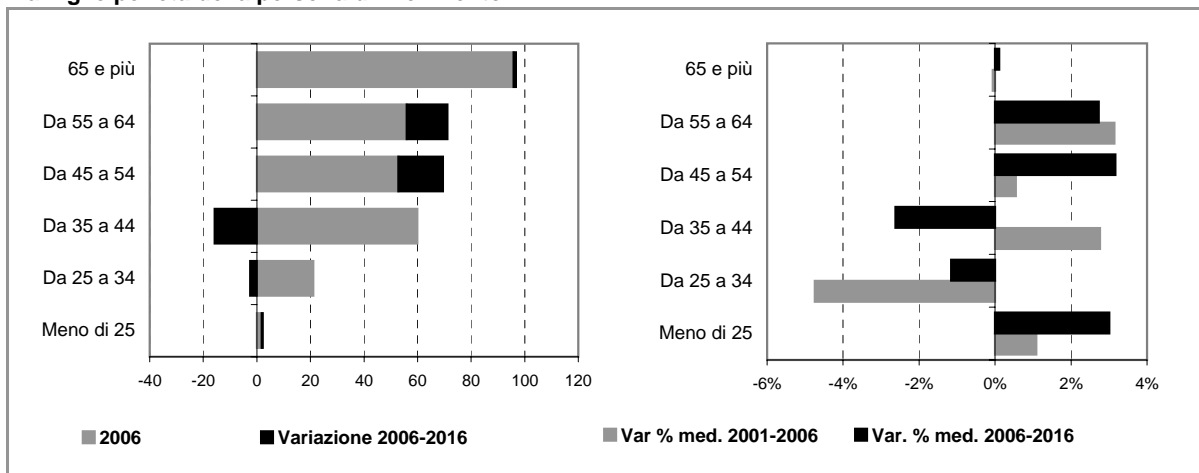 65 e più
Da 55 a 64
Da 45 a 54
Da 35 a 44
Da 25 a 34
Meno di 25
-40 -20 0 20 40 60 80 100 120
2006 Variazione 2006-2016
65 e più
Da 55 a 64
Da 45 a 54
Da 35 a 44
Da 25 a 34
Meno di 25
-6% -4% -2% 0% 2% 4%
Var % med. 2001-2006 Var. % med. 2006-2016